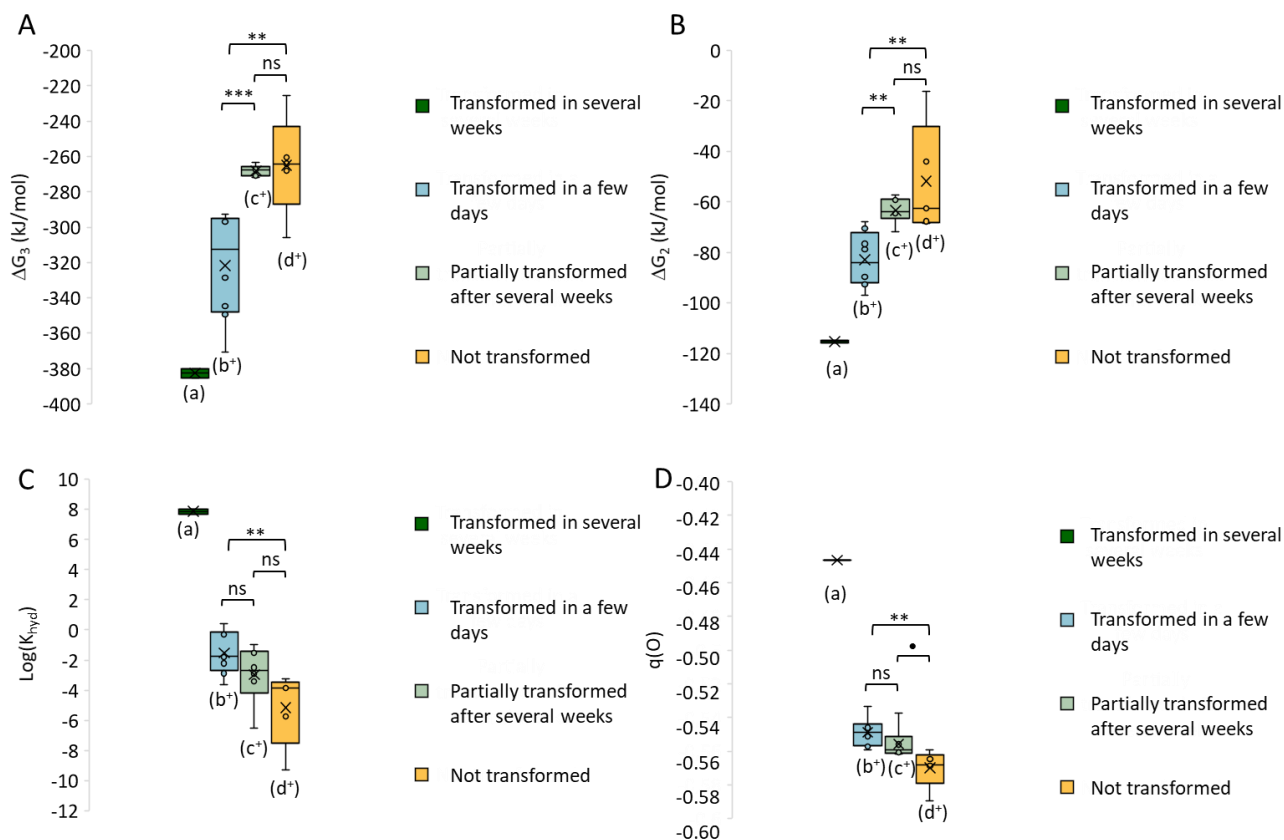 A
ΔG3 (kJ/mol)
-200
-220
-240
-260
-280
-300
-320
-340
-360
-380
-400
**
ns
***
(a)
(b+)
(c+)
(d+)
Transformed in several
weeks
Transformed in a few
days
Partially transformed
after several weeks
Not transformed
B
ΔG2 (kJ/mol)
0
-20
-40
-60
-80
-100
-120
-140
**
ns
**
(a)
(b+)
(c+)
(d+)
Transformed in several
weeks
Transformed in a few
days
Partially transformed
after several weeks
Not transformed
C
Log(Khyd)
10
8
6
4
2
0
-2
-4
-6
-8
-10
-12
(a)
**
ns
ns
(b+)
(c+)
(d+)
Transformed in several
weeks
Transformed in a few
days
Partially transformed
after several weeks
Not transformed
D
q(O)
-0.40
-0.42
-0.44
-0.46
-0.48
-0.50
-0.52
-0.54
-0.56
-0.58
-0.60
(a)
**
•
ns
(b+)
(c+)
(d+)
Transformed in several
weeks
Transformed in a few
days
Partially transformed
after several weeks
Not transformed